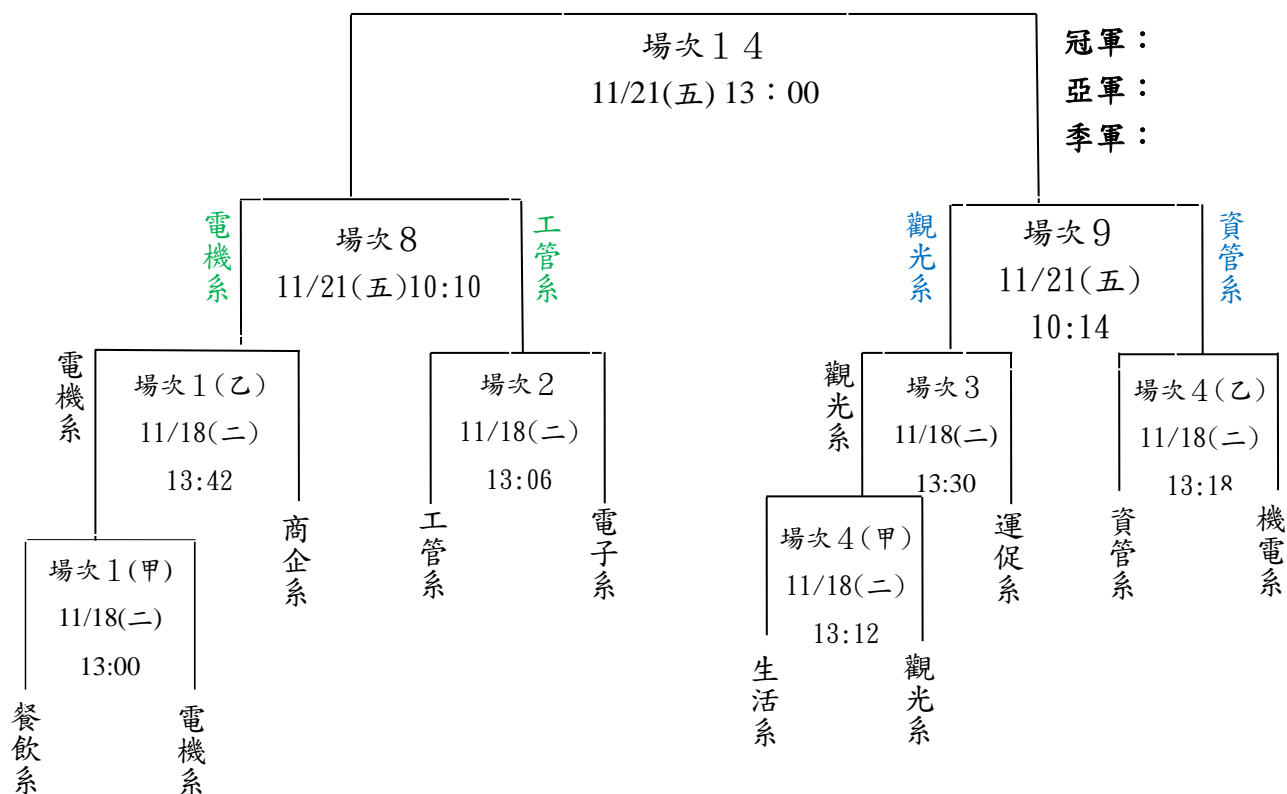 場次１４
11/21(五) 13：00
冠軍：
亞軍：
季軍：
電機系
場次８
11/21(五)10:10
工管系
觀光系
場次９
11/21(五)
10:14
資管系
電機系
場次１(乙)
11/18(二)
13:42
商企系
場次２
11/18(二)
13:06
工管系
電子系
觀光系
場次３
11/18(二)
13:30
運促系
場次４(乙)
11/18(二)
13:18
資管系
機電系
場次１(甲)
11/18(二)
13:00
餐飲系
電機系
場次４(甲)
11/18(二)
13:12
生活系
觀光系